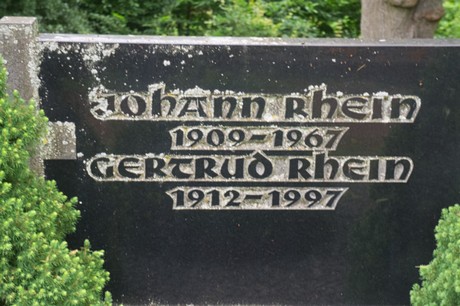 Johann Rhein
1909-1967
Gertrud Rhein
1912-1997